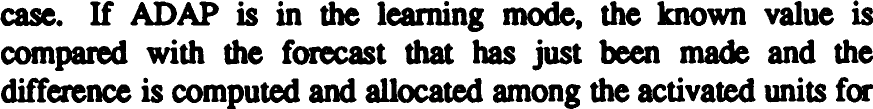 case. If ADAP is in the learning mode, the known value is
compared with the forecast that has just been made and the
difference is computed and allocated among the activated units for